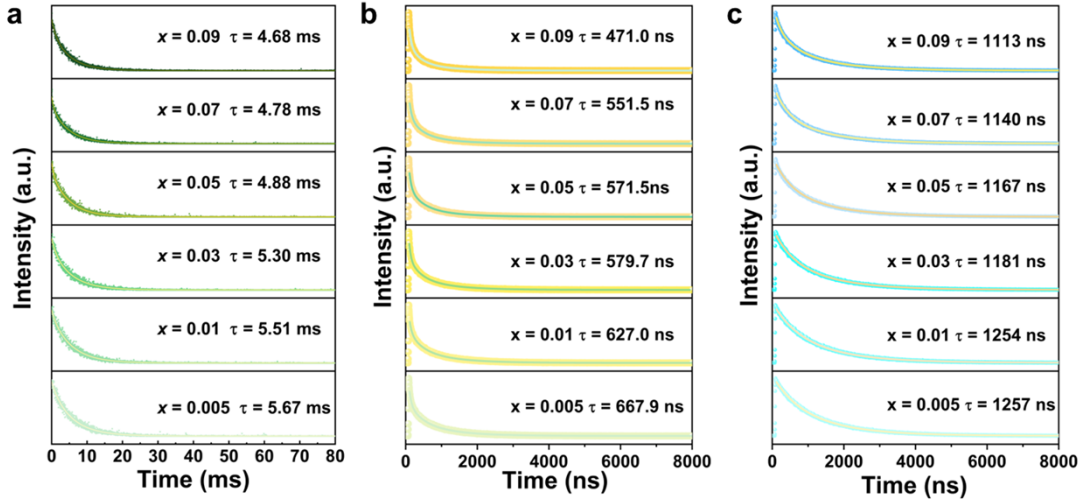 a
x = 0.09 τ = 4.68 ms
x = 0.07 τ = 4.78 ms
x = 0.05 τ = 4.88 ms
x = 0.03 τ = 5.30 ms
x = 0.01 τ = 5.51 ms
x = 0.005 τ = 5.67 ms
Intensity (a.u.)
0 10 20 30 40 50 60 70 80
Time (ms)
b
x = 0.09 τ = 471.0 ns
x = 0.07 τ = 551.5 ns
x = 0.05 τ = 571.5ns
x = 0.03 τ = 579.7 ns
x = 0.01 τ = 627.0 ns
x = 0.005 τ = 667.9 ns
Intensity (a.u.)
0 2000 4000 6000 8000
Time (ns)
c
x = 0.09 τ = 1113 ns
x = 0.07 τ = 1140 ns
x = 0.05 τ = 1167 ns
x = 0.03 τ = 1181 ns
x = 0.01 τ = 1254 ns
x = 0.005 τ = 1257 ns
Intensity (a.u.)
0 2000 4000 6000 8000
Time (ns)